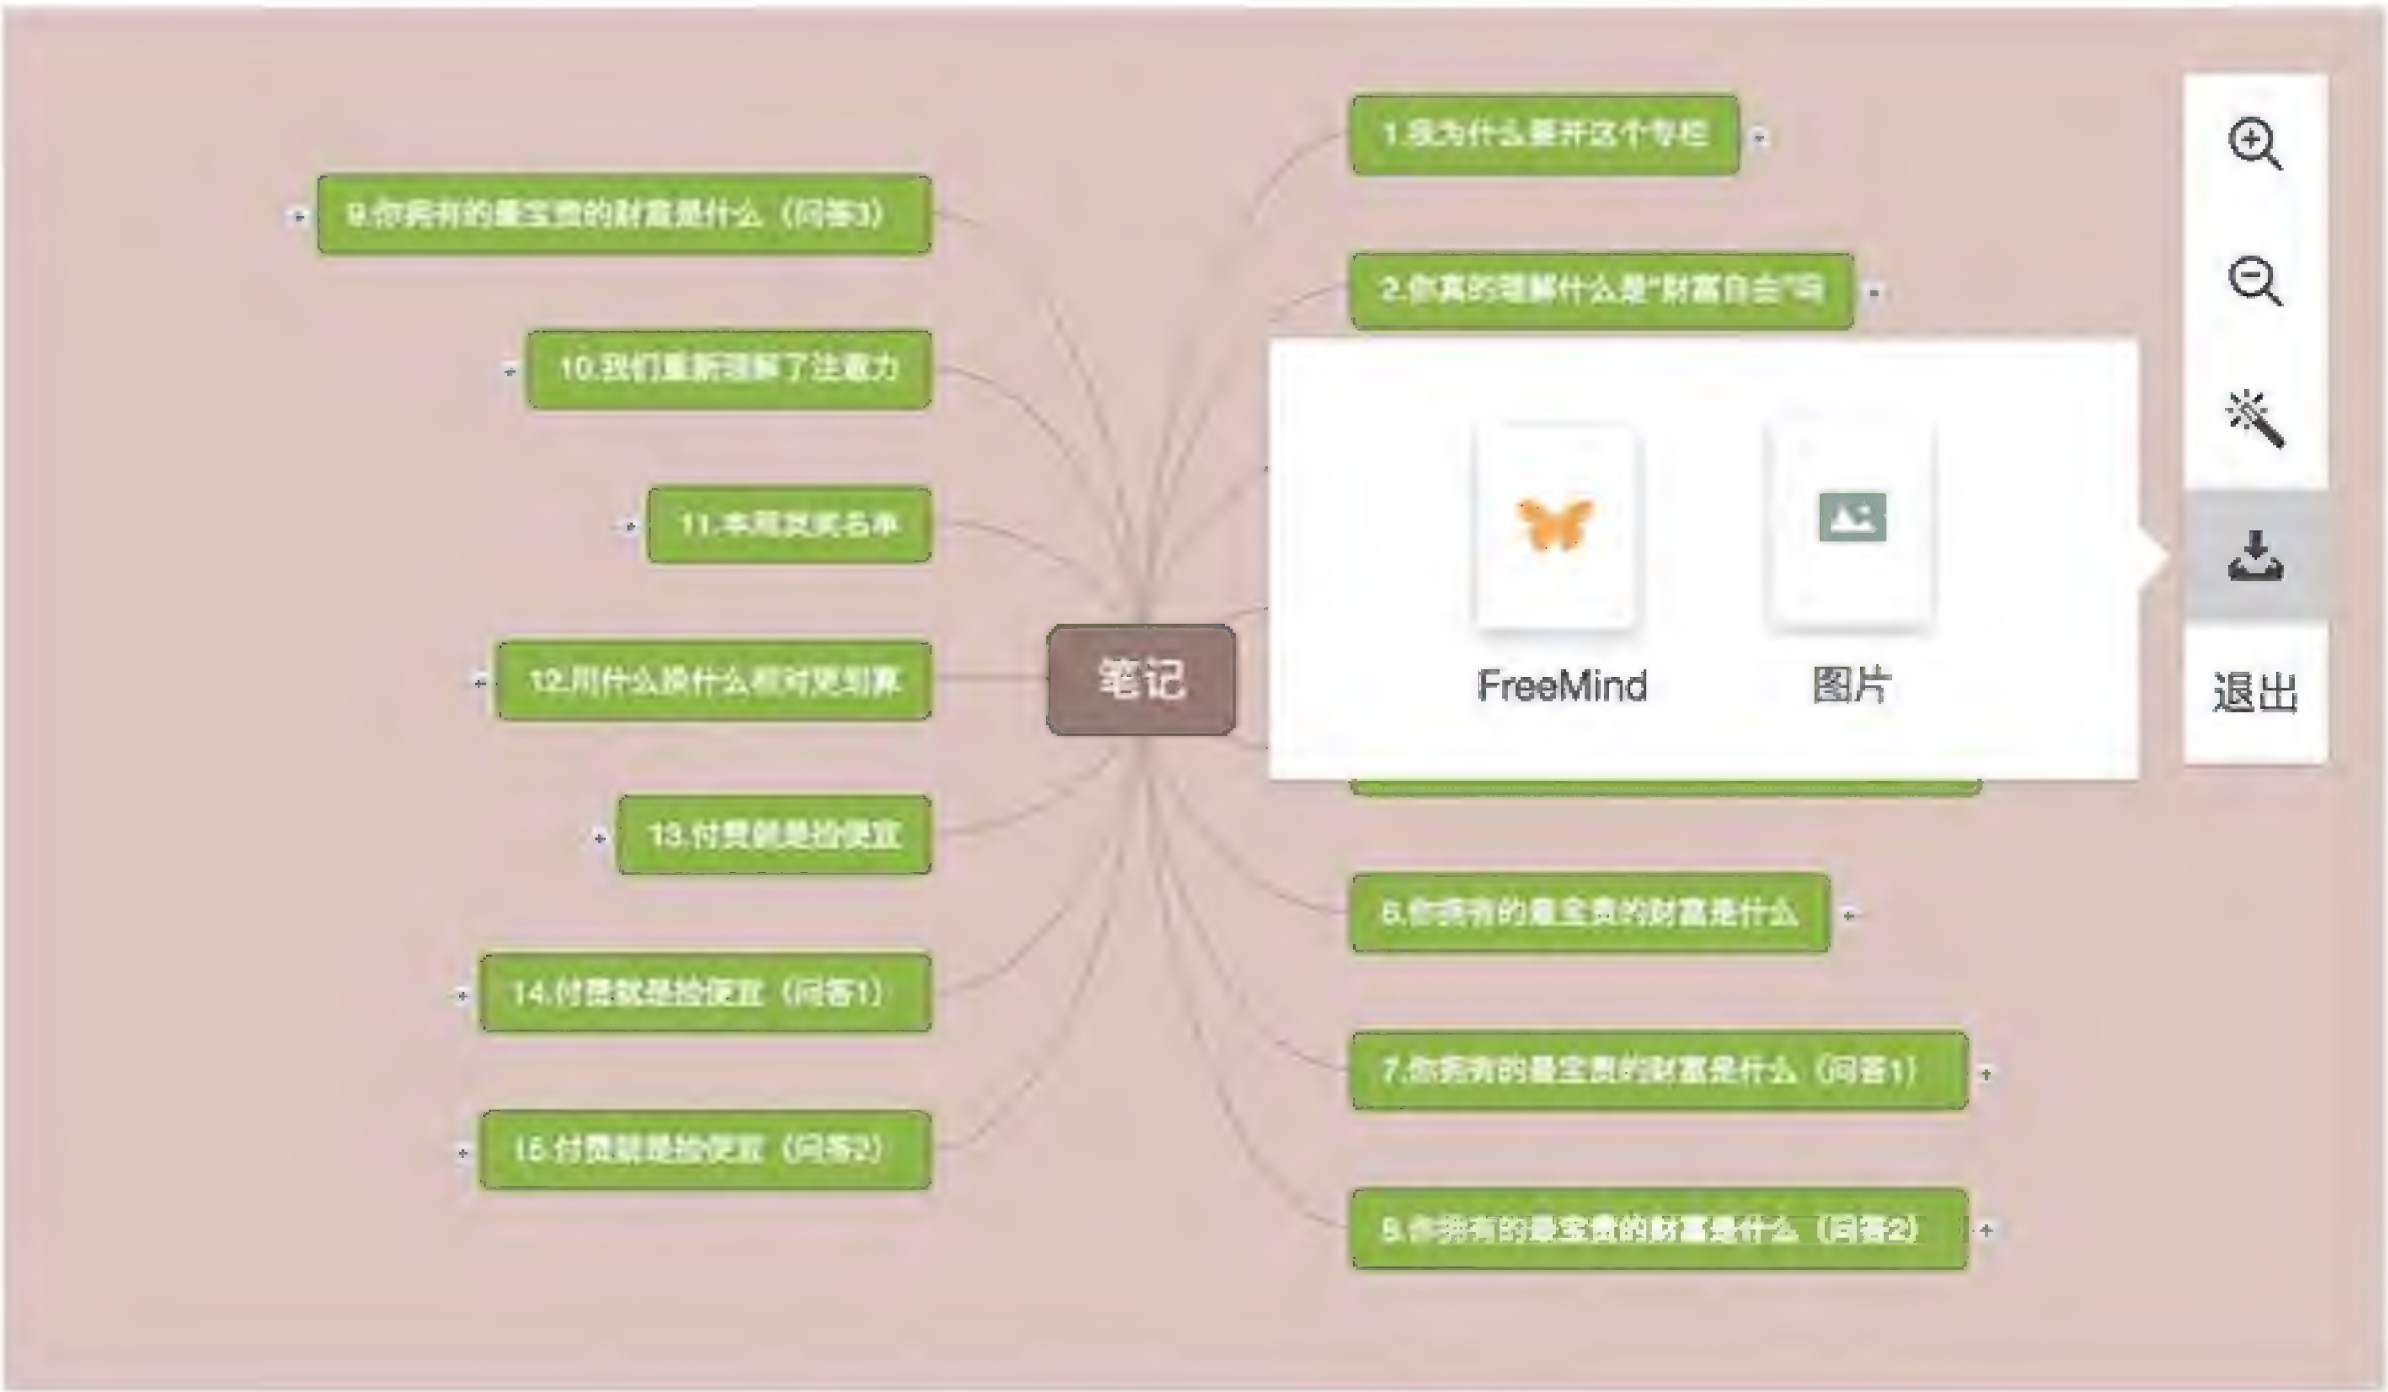 1.我为什么要开这个专栏
2.你真的理解什么是“财富自由”吗
6.你拥有的最宝贵的财富是什么
7.你拥有的最宝贵的财富是什么（问答1）
8.你拥有的最宝贵的财富是什么（问答2）
9.你拥有的最宝贵的财富是什么（问答3）
10.我们重新理解了注意力
11.本周发奖名单
12.用什么换什么相对更划算
13.付费就是捡便宜
14.付费就是捡便宜（问答1）
15.付费就是捡便宜（问答2）
笔记
FreeMind
图片
退出